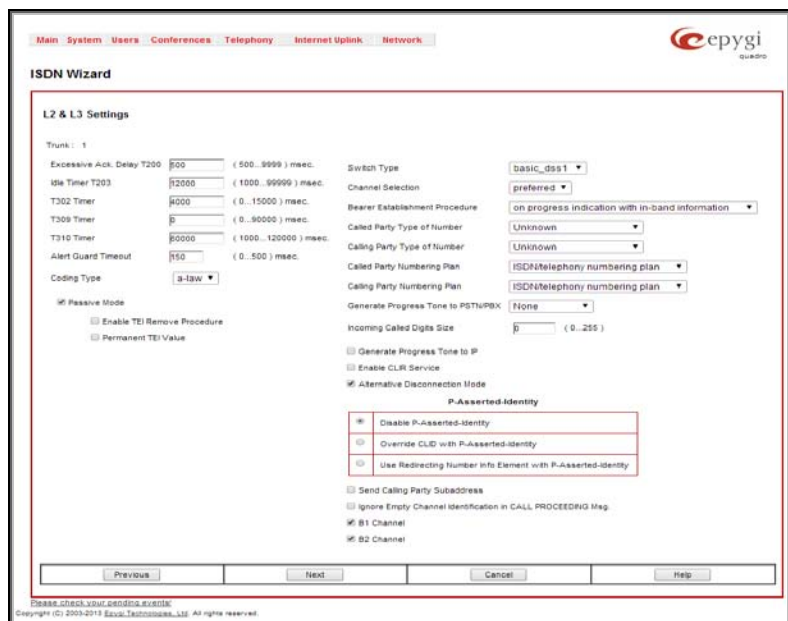 Main System Users Conferences Telephony Internet Uplink Network
epygi
quadro
ISDN Wizard
L2 & L3 Settings
Trunk: 1
Excessive Ack. Delay T200 500 ( 500...9999 ) msec.
Idle Timer T203 12000 ( 1000...99999 ) msec.
T302 Timer 4000 ( 0...15000 ) msec.
T309 Timer 0 ( 0...90000 ) msec.
T310 Timer 60000 ( 1000...120000 ) msec.
Alert Guard Timeout 150 ( 0...500 ) msec.
Coding Type a-law
Passive Mode
Enable TEI Remove Procedure
Permanent TEI Value
Switch Type basic_dss1
Channel Selection preferred
Bearer Establishment Procedure on progress indication with in-band information
Called Party Type of Number Unknown
Calling Party Type of Number Unknown
Called Party Numbering Plan ISDN/telephony numbering plan
Calling Party Numbering Plan ISDN/telephony numbering plan
Generate Progress Tone to PSTN/PBX None
Incoming Called Digits Size 0 ( 0...255 )
Generate Progress Tone to IP
Enable CLIR Service
Alternative Disconnection Mode
P-Asserted-Identity
Disable P-Asserted-Identity
Override CLID with P-Asserted-Identity
Use Redirecting Number Info Element with P-Asserted-Identity
Send Calling Party Subaddress
Ignore Empty Channel Identification in CALL PROCEEDING Msg.
B1 Channel
B2 Channel
Previous Next Cancel Help
Please check your pending events!
Copyright (C) 2003-2013 Epygi Technologies, Ltd. All rights reserved.